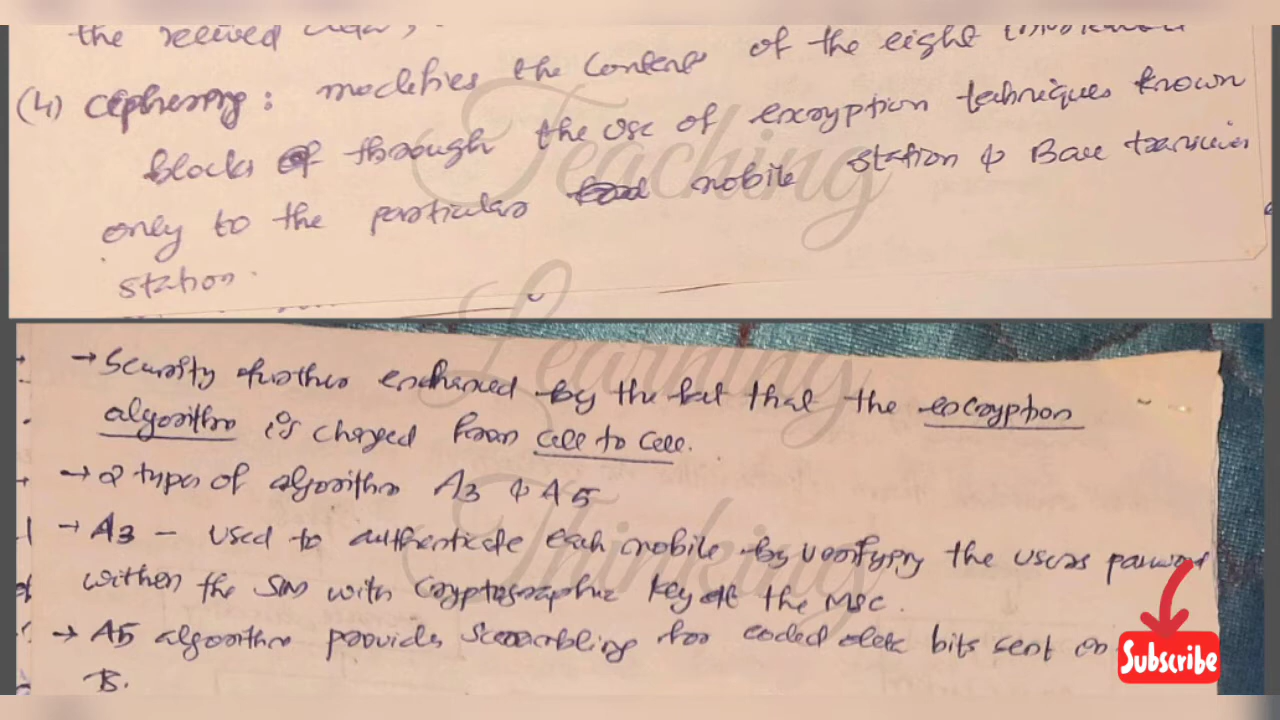 the received data,
(4) Ciphering: modifies the content of the eight
blocks of through the use of encryption techniques known
only to the particular mobile station & Base transceiver
station.
→ Security further enhanced by the fact that the encryption
algorithm is changed from cell to cell.
→ 2 types of algorithm A3 & A5
→ A3 - used to authenticate each mobile by verifying the users password
within the SIM with Cryptographic key at the MSC.
→ A5 algorithm provides scrambling for coded data bits sent on
B.
Teaching
Learning
Thinking
Subscribe